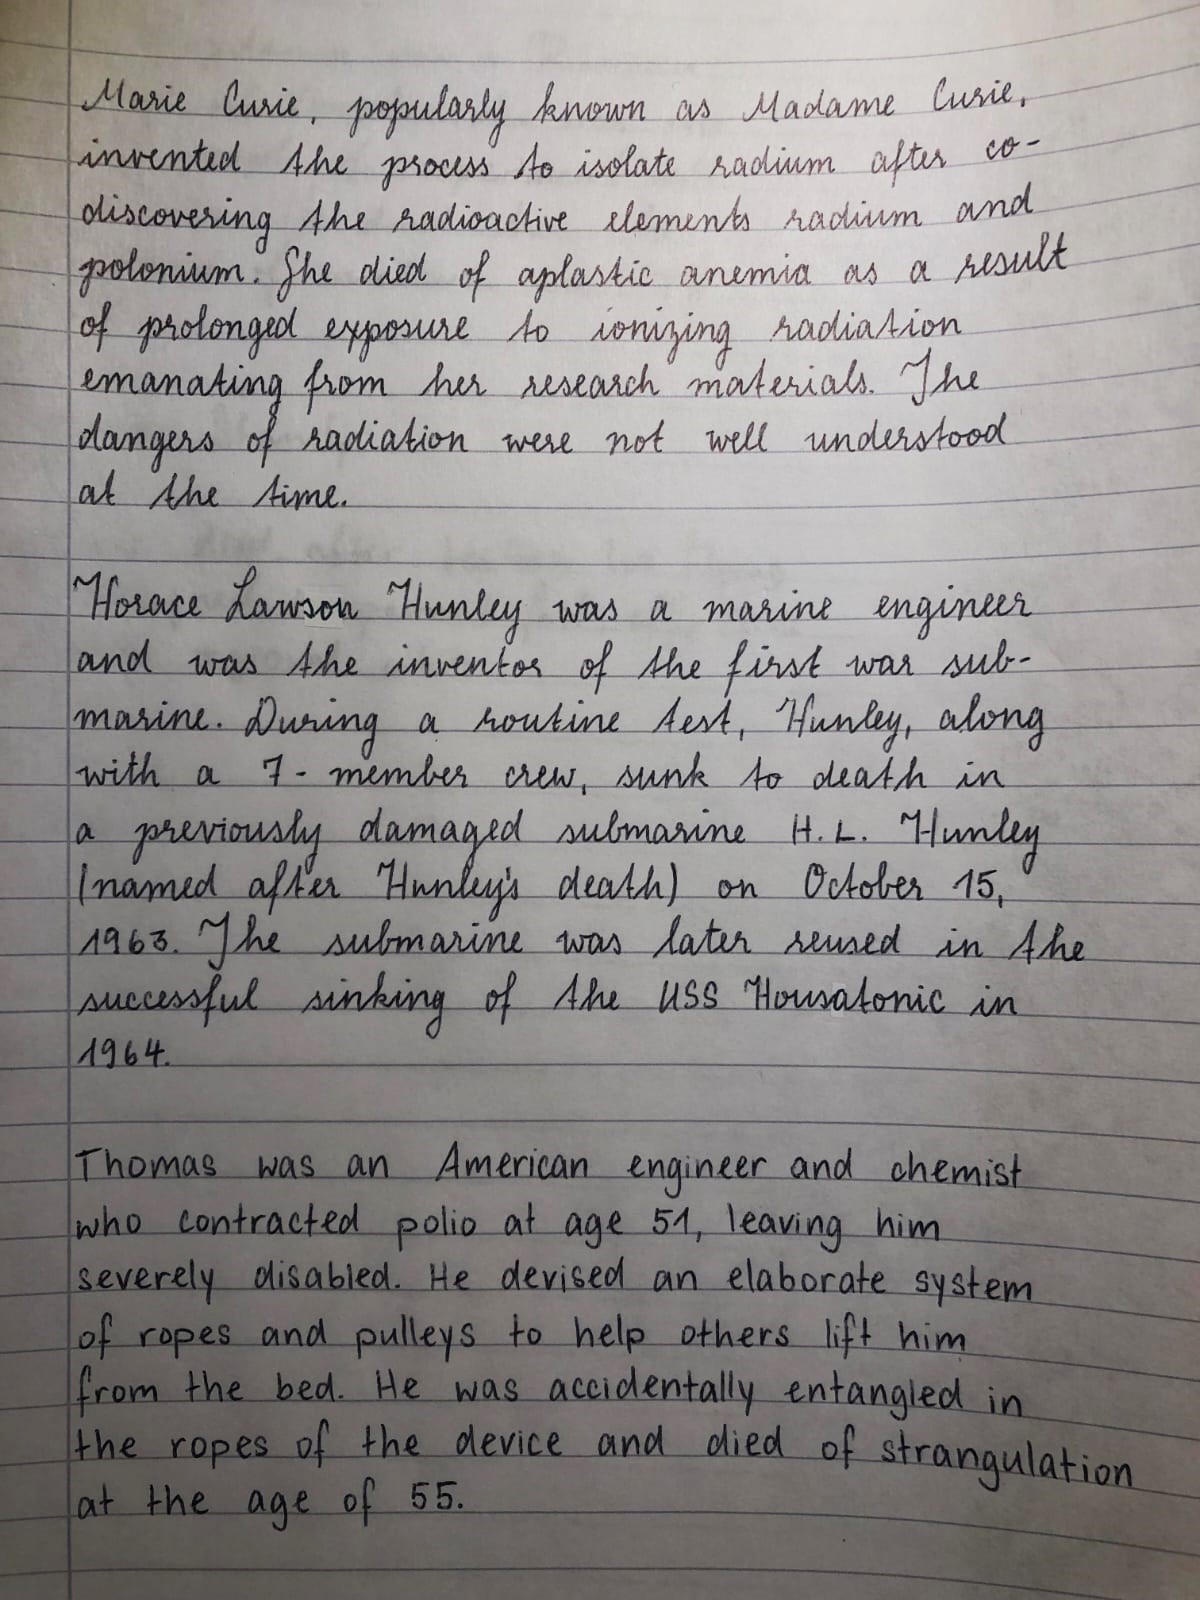 Marie Curie, popularly known as Madame Curie,
invented the process to isolate radium after co-
discovering the radioactive elements radium and
polonium. She died of aplastic anemia as a result
of prolonged exposure to ionizing radiation
emanating from her research materials. The
dangers of radiation were not well understood
at the time.
Horace Lawson Hunley was a marine engineer
and was the inventor of the first war sub-
marine. During a routine test, Hunley, along
with a 7-member crew, sunk to death in
a previously damaged submarine H.L. Hunley
(named after Hunley's death) on October 15,
1963. The submarine was later reused in the
successful sinking of the USS Housatonic in
1964.
Thomas was an American engineer and chemist
who contracted polio at age 51, leaving him
severely disabled. He devised an elaborate system
of ropes and pulleys to help others lift him
from the bed. He was accidentally entangled in
the ropes of the device and died of strangulation
at the age of 55.